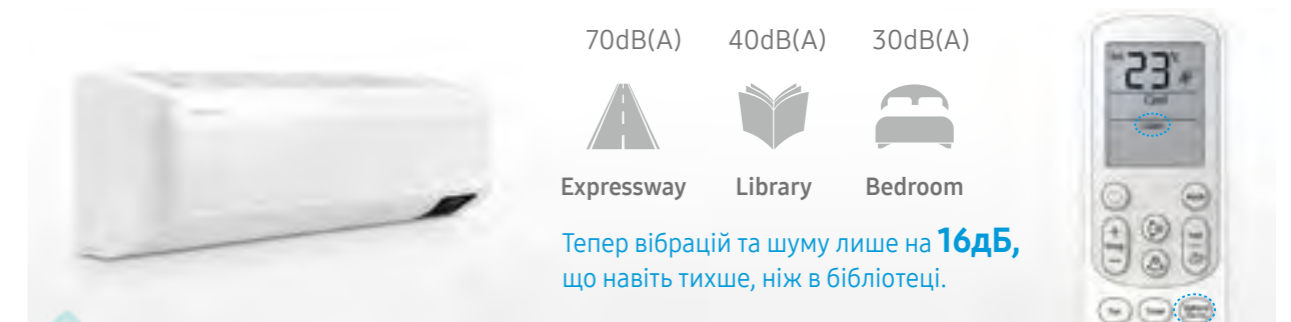 70dB(A) 40dB(A) 30dB(A)
Expressway Library Bedroom
Тепер вібрацій та шуму лише на 16дБ,
що навіть тихше, ніж в бібліотеці.
23°c